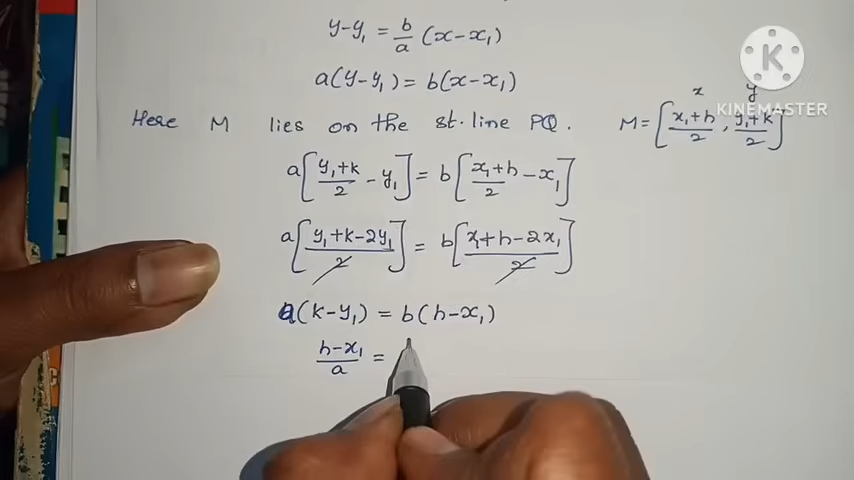 y-y₁ = b/a (x-x₁)
a(y-y₁) = b(x-x₁)
K
KINEMASTER
x y
Here M lies on the st.line PQ. M = [x₁+h/2, y₁+k/2]
a[y₁+k/2 - y₁] = b[x₁+h/2 - x₁]
a[y₁+k-2y₁/2] = b[x₁+h-2x₁/2]
a(k-y₁) = b(h-x₁)
h-x₁/a =